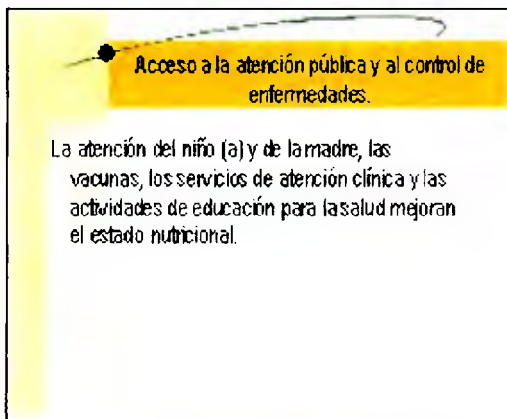 Acceso a la atención pública y al control de
enfermedades.
La atención del niño (a) y de la madre, las
vacunas, los servicios de atención clínica y las
actividades de educación para la salud mejoran
el estado nutricional.